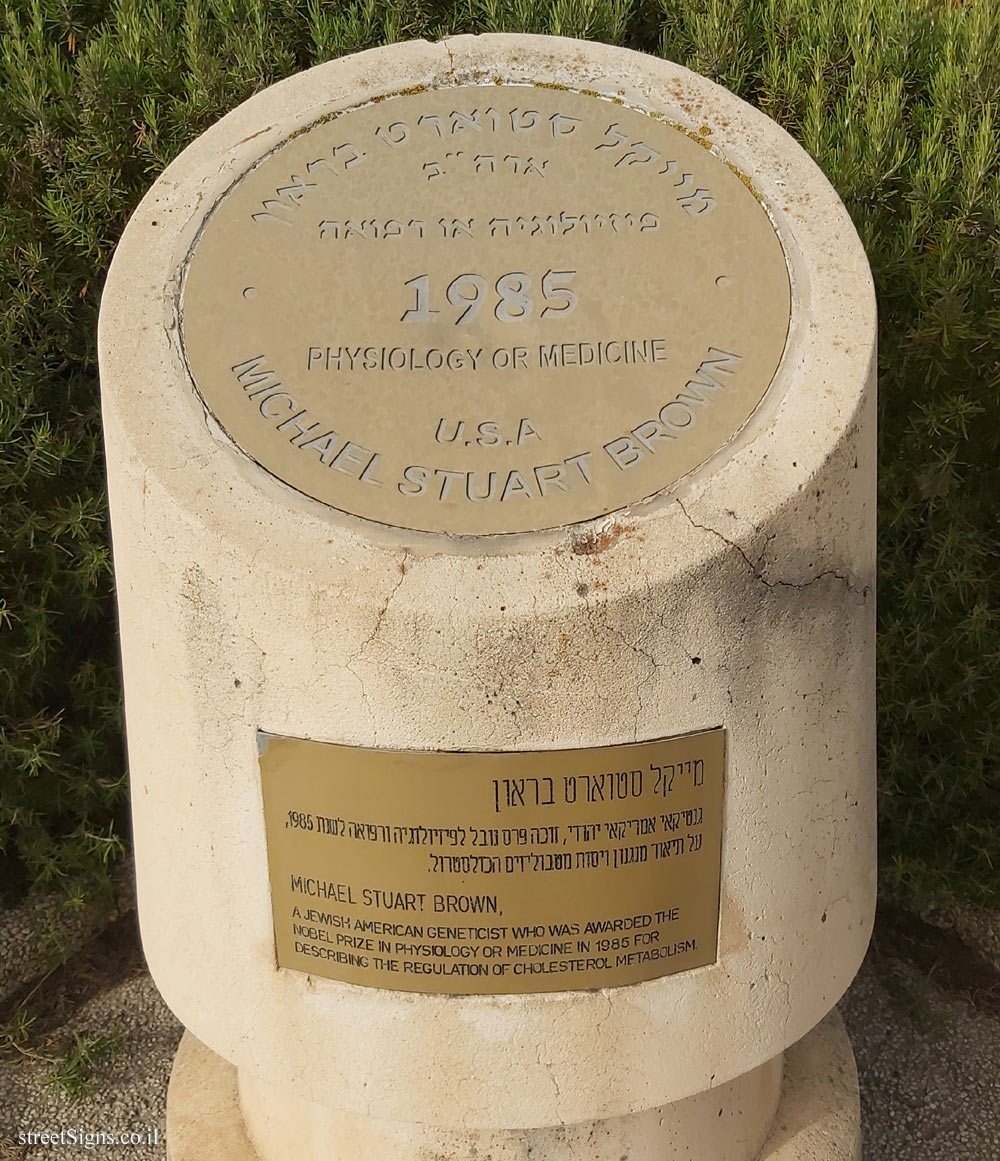 מייקל סטוארט בראון
ארה"ב
פיזיולוגיה או רפואה
1985
PHYSIOLOGY OR MEDICINE
U.S.A
MICHAEL STUART BROWN
מייקל סטוארט בראון
גנטיקאי אמריקאי יהודי, זוכה פרס נובל לפיזיולוגיה ורפואה לשנת 1985,
על תיאור מנגנון ויסות מטבוליזים הכולסטרול.
MICHAEL STUART BROWN,
A JEWISH AMERICAN GENETICIST WHO WAS AWARDED THE
NOBEL PRIZE IN PHYSIOLOGY OR MEDICINE IN 1985 FOR
DESCRIBING THE REGULATION OF CHOLESTEROL METABOLISM.
streetSigns.co.il